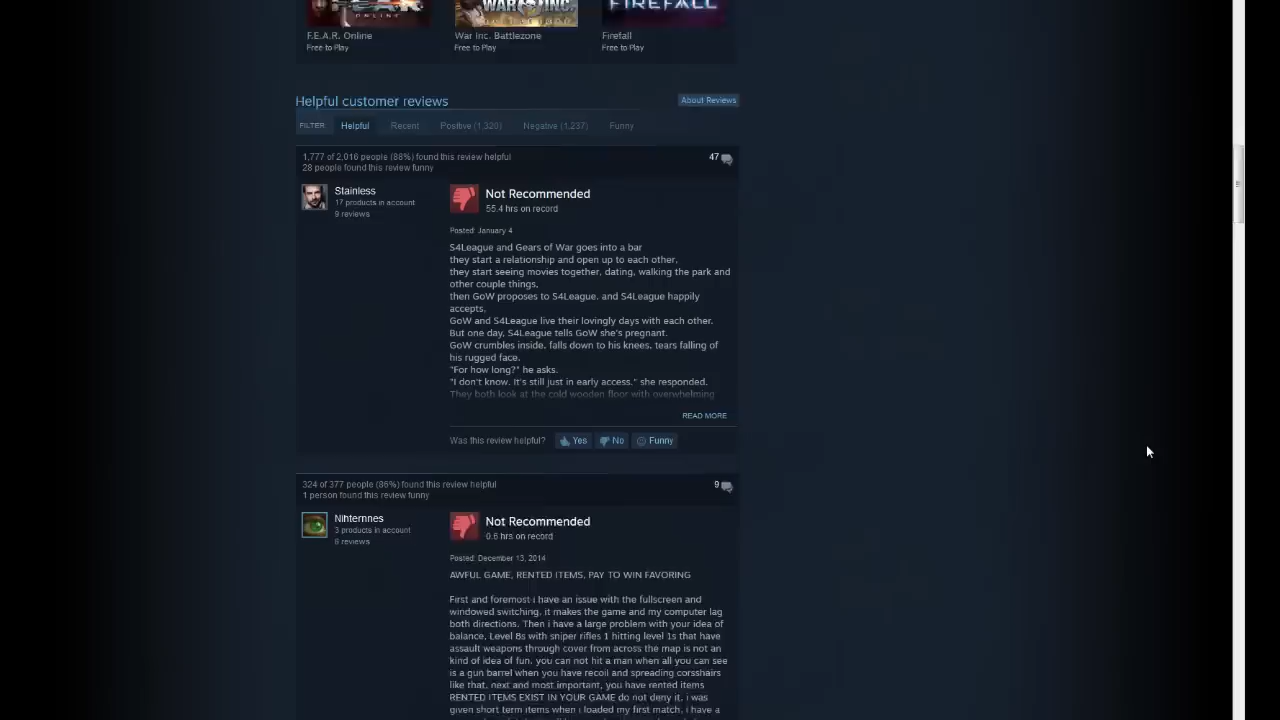 FEAR
ONLINE
WAR INC.
BATTLEZONE
FIREFALL
F.E.A.R. Online
War Inc. Battlezone
Firefall
Free to Play
Free to Play
Free to Play
Helpful customer reviews
About Reviews
FILTER: Helpful Recent Positive (1,320) Negative (1,237) Funny
1,777 of 2,016 people (88%) found this review helpful
47
28 people found this review funny
Stainless
17 products in account
9 reviews
Not Recommended
55.4 hrs on record
Posted: January 4
S4League and Gears of War goes into a bar
they start a relationship and open up to each other,
they start seeing movies together, dating, walking the park and
other couple things,
then GoW proposes to S4League, and S4League happily
accepts,
GoW and S4League live their lovingly days with each other.
But one day, S4League tells GoW she's pregnant.
GoW crumbles inside, falls down to his knees, tears falling of
his rugged face.
"For how long?" he asks.
"I don't know. It's still just in early access." she responded.
They both look at the cold wooden floor with overwhelming
READ MORE
Was this review helpful? Yes No Funny
324 of 377 people (86%) found this review helpful
9
1 person found this review funny
Nihternnes
3 products in account
8 reviews
Not Recommended
0.6 hrs on record
Posted: December 13, 2014
AWFUL GAME, RENTED ITEMS, PAY TO WIN FAVORING
First and foremost i have an issue with the fullscreen and
windowed switching, it makes the game and my computer lag
both directions. Then i have a large problem with your idea of
balance, Level 8s with sniper rifles 1 hitting level 1s that have
assault weapons through cover from across the map is not an
kind of idea of fun, you can not hit a man when all you can see
is a gun barrel when you have recoil and spreading corsshairs
like that, next and most important, you have rented items
RENTED ITEMS EXIST IN YOUR GAME do not deny it, i was
given short term items when i loaded my first match, i have a